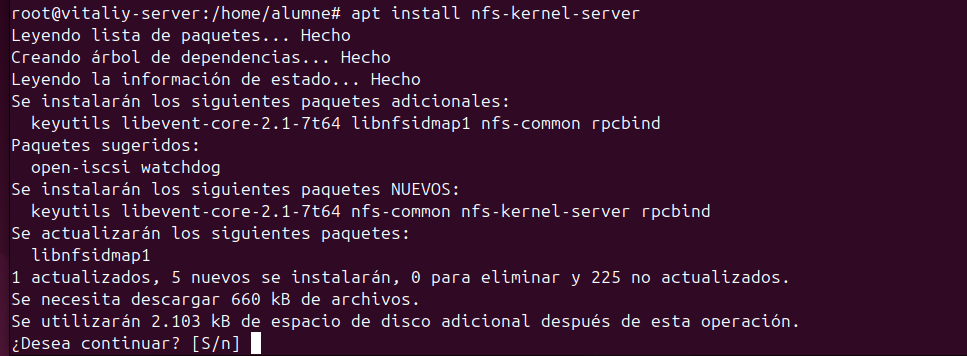 root@vitaliy-server:/home/alumne# apt install nfs-kernel-server
Leyendo lista de paquetes... Hecho
Creando árbol de dependencias... Hecho
Leyendo la información de estado... Hecho
Se instalarán los siguientes paquetes adicionales:
  keyutils libevent-core-2.1-7t64 libnfsidmap1 nfs-common rpcbind
Paquetes sugeridos:
  open-iscsi watchdog
Se instalarán los siguientes paquetes NUEVOS:
  keyutils libevent-core-2.1-7t64 nfs-common nfs-kernel-server rpcbind
Se actualizarán los siguientes paquetes:
  libnfsidmap1
1 actualizados, 5 nuevos se instalarán, 0 para eliminar y 225 no actualizados.
Se necesita descargar 660 kB de archivos.
Se utilizarán 2.103 kB de espacio de disco adicional después de esta operación.
¿Desea continuar? [S/n]